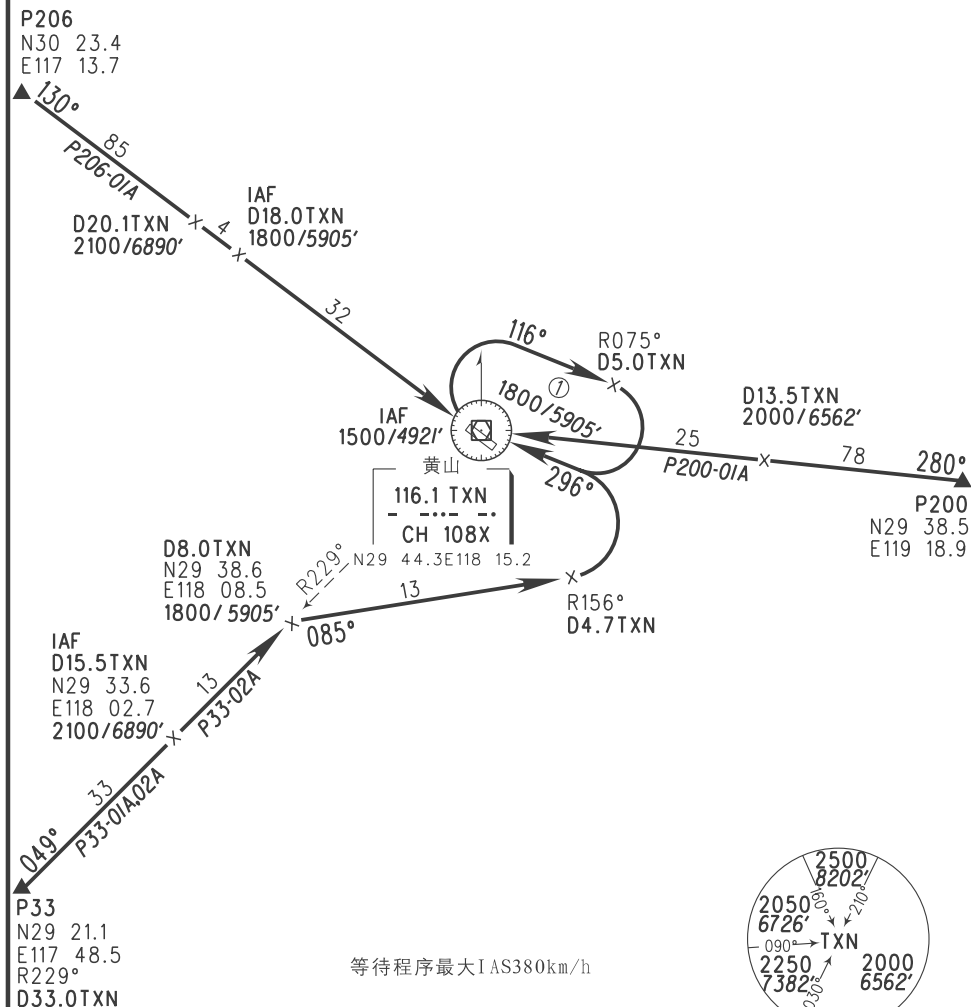 P206
N30 23.4
E117 13.7
130°
85
P206-01A
D20.1TXN
2100/6890′
4
IAF
D18.0TXN
1800/5905′
32
116°
R075°
D5.0TXN
①
1800/5905′
D13.5TXN
2000/6562′
IAF
1500/4921′
25
P200-01A
78
280°
P200
N29 38.5
E119 18.9
296°
黄山
116.1 TXN
– –··– –·
CH 108X
N29 44.3E118 15.2
D8.0TXN
N29 38.6
E118 08.5
1800/5905′
R229°
13
085°
R156°
D4.7TXN
IAF
D15.5TXN
N29 33.6
E118 02.7
2100/6890′
13
P33-02A
33
P33-01A,02A
049°
P33
N29 21.1
E117 48.5
R229°
D33.0TXN
等待程序最大IAS380km/h
2500
8202′
160°
210°
2050
6726′
090°
TXN
2250
7382′
030°
2000
6562′